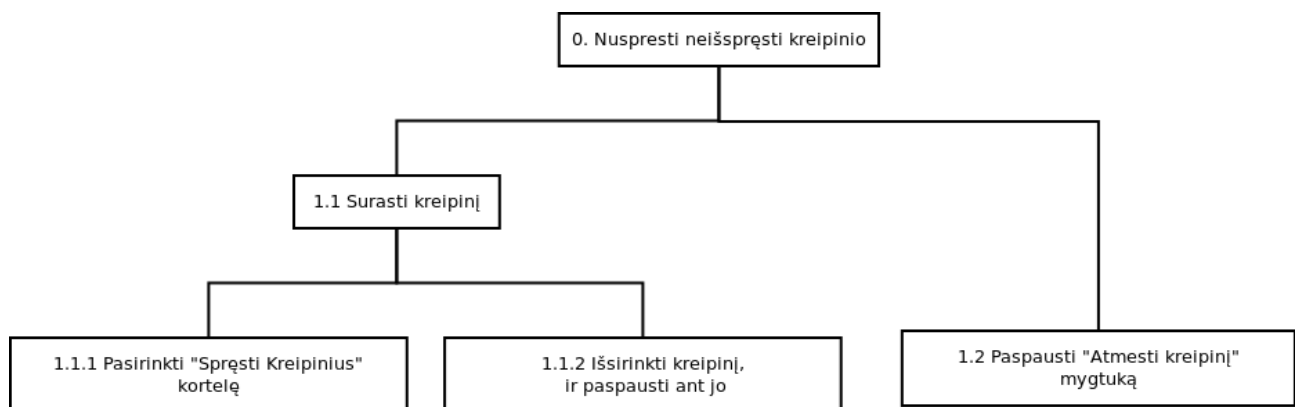 0. Nuspresti neišspręsti kreipinio
1.1 Surasti kreipinį
1.1.1 Pasirinkti "Spręsti Kreipinius"
kortelę
1.1.2 Išsirinkti kreipinį,
ir paspausti ant jo
1.2 Paspausti "Atmesti kreipinį"
mygtuką